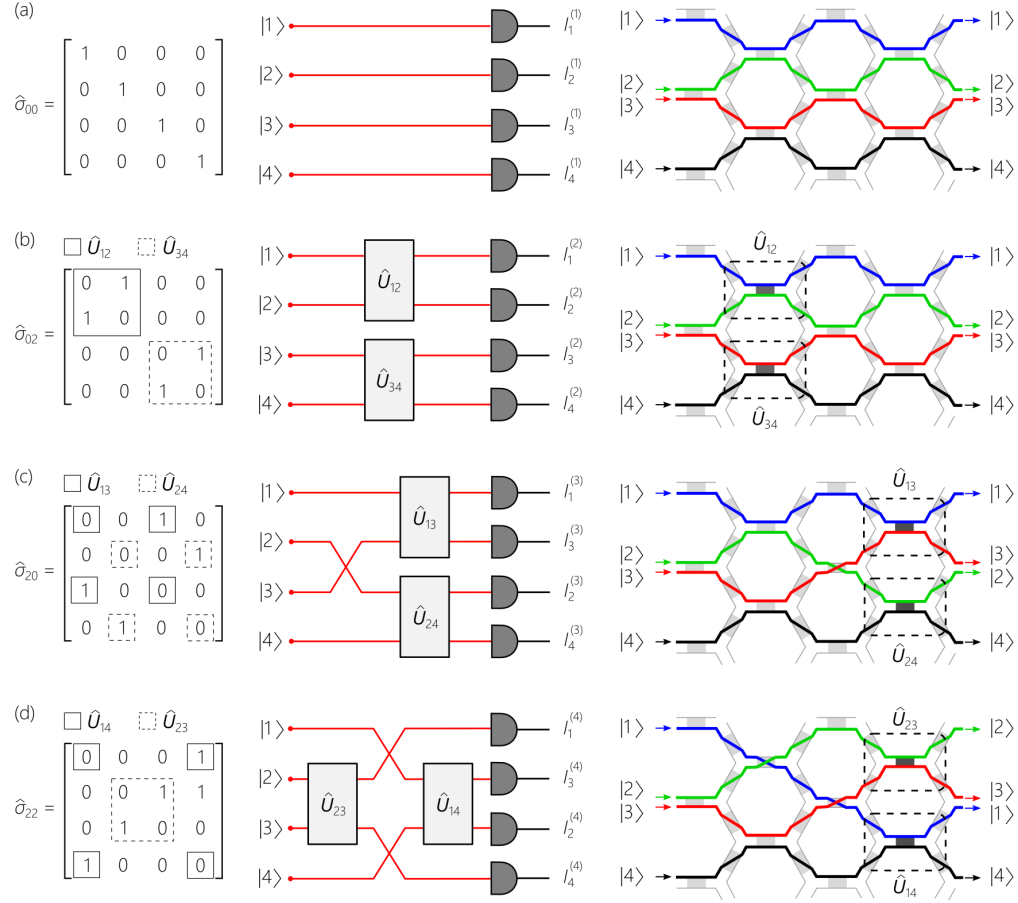 (a)
σ̂₀₀ =
1 0 0 0
0 1 0 0
0 0 1 0
0 0 0 1
|1⟩ I₁⁽¹⁾
|2⟩ I₂⁽¹⁾
|3⟩ I₃⁽¹⁾
|4⟩ I₄⁽¹⁾
|1⟩ |1⟩
|2⟩ |2⟩
|3⟩ |3⟩
|4⟩ |4⟩
(b)
Û₁₂ Û₃₄
σ̂₀₂ =
0 1 0 0
1 0 0 0
0 0 0 1
0 0 1 0
|1⟩ I₁⁽²⁾
Û₁₂
|2⟩ I₂⁽²⁾
|3⟩ I₃⁽²⁾
Û₃₄
|4⟩ I₄⁽²⁾
Û₁₂
|1⟩ |1⟩
|2⟩ |2⟩
|3⟩ |3⟩
|4⟩ |4⟩
Û₃₄
(c)
Û₁₃ Û₂₄
σ̂₂₀ =
0 0 1 0
0 0 0 1
1 0 0 0
0 1 0 0
|1⟩ I₁⁽³⁾
Û₁₃
|2⟩ I₃⁽³⁾
|3⟩ I₂⁽³⁾
Û₂₄
|4⟩ I₄⁽³⁾
Û₁₃
|1⟩ |1⟩
|2⟩ |3⟩
|3⟩ |2⟩
|4⟩ |4⟩
Û₂₄
(d)
Û₁₄ Û₂₃
σ̂₂₂ =
0 0 0 1
0 0 1 1
0 1 0 0
1 0 0 0
|1⟩ I₁⁽⁴⁾
|2⟩ I₃⁽⁴⁾
Û₂₃ Û₁₄
|3⟩ I₂⁽⁴⁾
|4⟩ I₄⁽⁴⁾
Û₂₃
|1⟩ |2⟩
|2⟩ |3⟩
|3⟩ |1⟩
|4⟩ |4⟩
Û₁₄